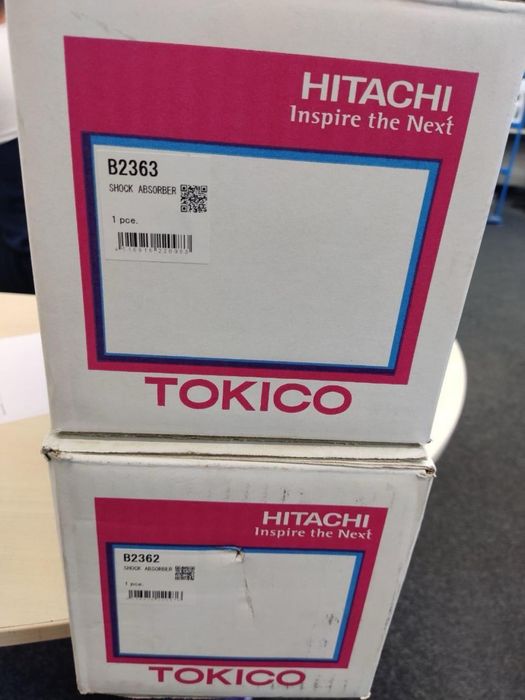 HITACHI
Inspire the Next
B2363
SHOCK ABSORBER
1 pce.
TOKICO
HITACHI
Inspire the Next
B2362
SHOCK ABSORBER
1 pce.
TOKICO